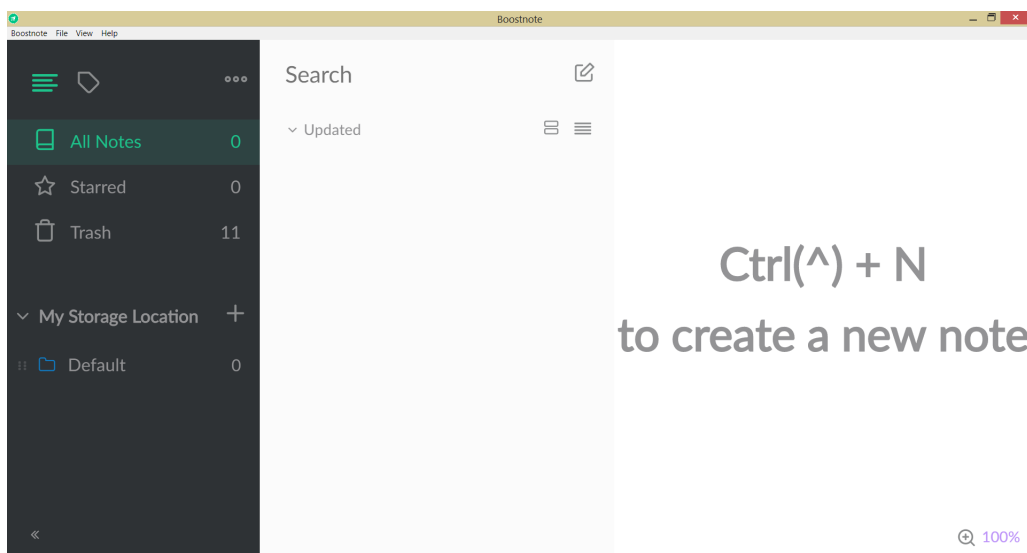 Boostnote
Boostnote File View Help
Search
Updated
All Notes 0
Starred 0
Trash 11
My Storage Location
Default 0
Ctrl(^) + N
to create a new note
100%